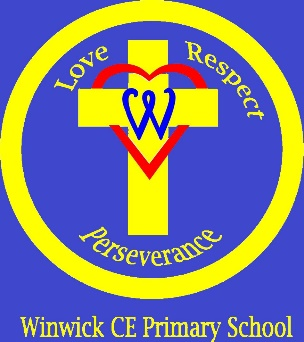 Love
Respect
W
Perseverance
Winwick CE Primary School